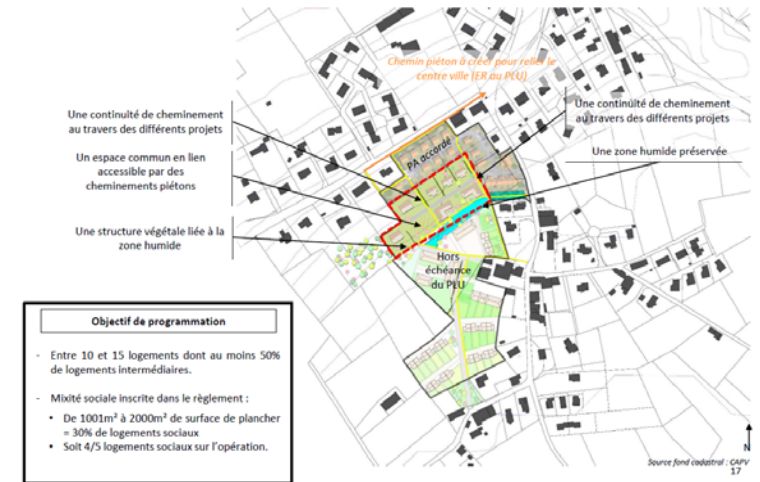 Chemin piéton à créer pour relier le
centre ville (ER au PLU)
Une continuité de cheminement
au travers des différents projets
Un espace commun en lien
accessible par des
cheminements piétons
Une structure végétale liée à la
zone humide
PA accordé
Une continuité de cheminement
au travers des différents projets
Une zone humide préservée
Hors
échéance
du PLU
Objectif de programmation
- Entre 10 et 15 logements dont au moins 50%
de logements intermédiaires.
- Mixité sociale inscrite dans le règlement :
• De 1001m² à 2000m² de surface de plancher
= 30% de logements sociaux
• Soit 4/5 logements sociaux sur l'opération.
N
Source fond cadastral : CAPV
17